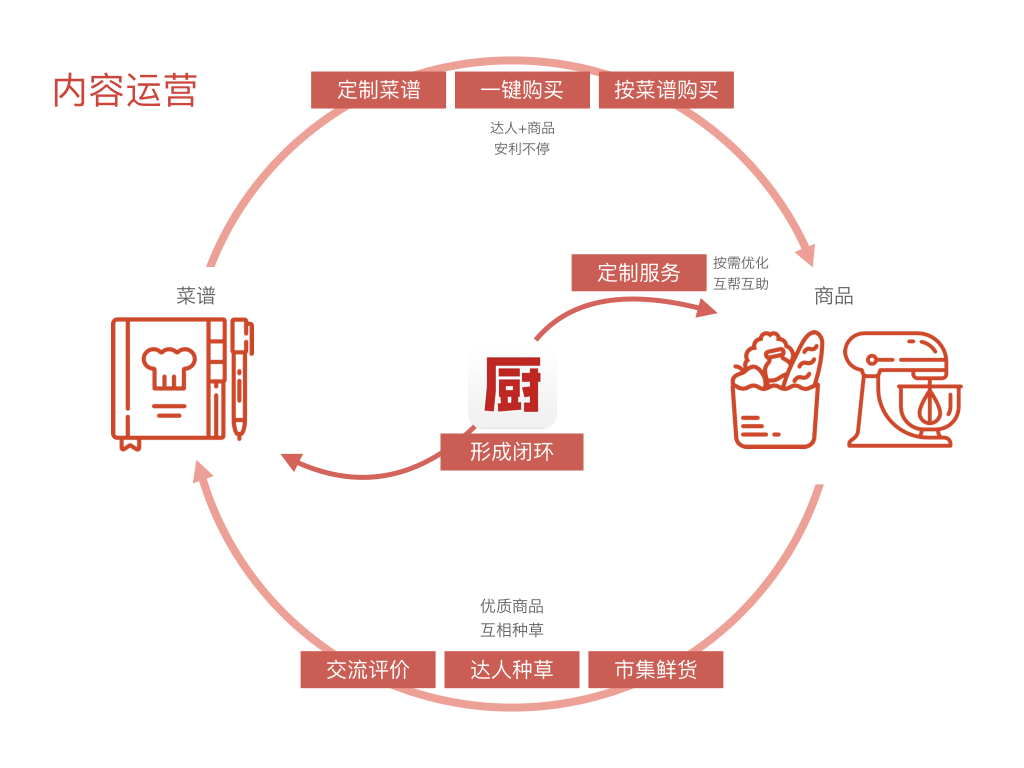 内容运营
定制菜谱
一键购买
按菜谱购买
达人+商品
安利不停
定制服务
按需优化
互帮互助
菜谱
商品
厨
形成闭环
优质商品
互相种草
交流评价
达人种草
市集鲜货